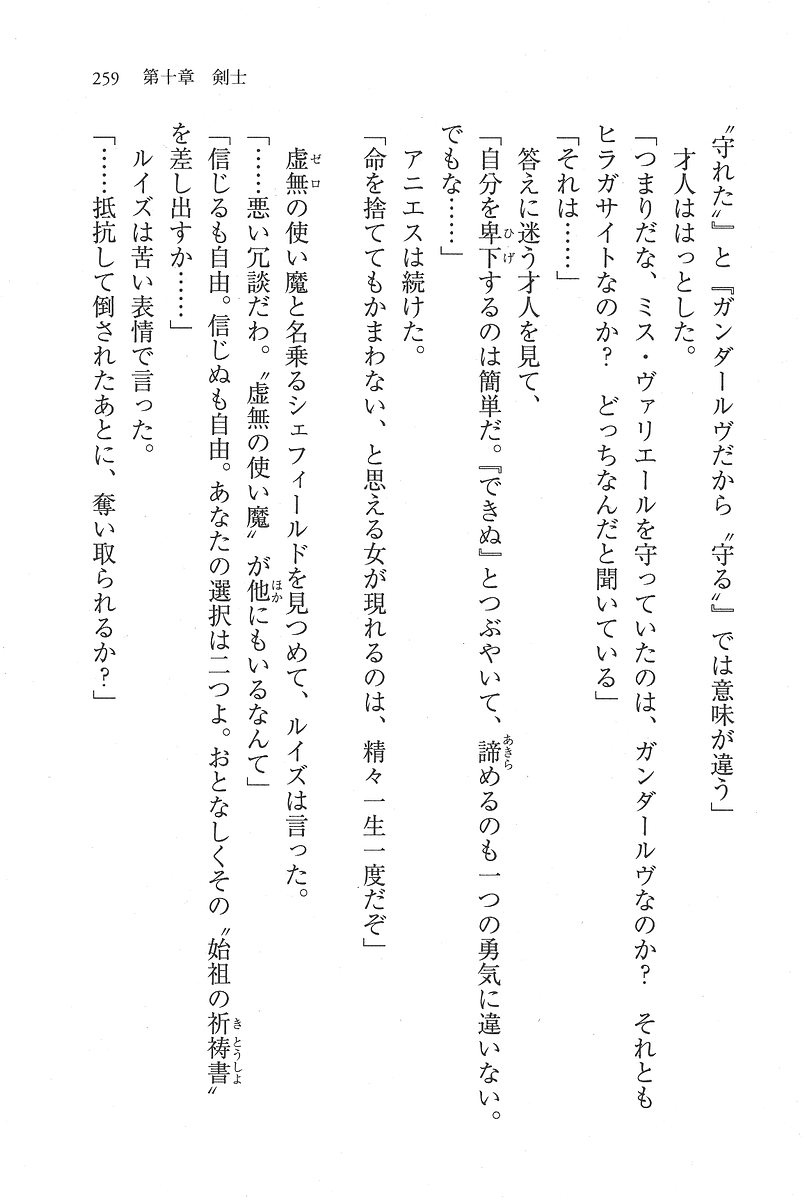 259 第十章 剣士
〝守れた〟』と『ガンダールヴだから〝守る〟』では意味が違う」
才人ははっとした。
「つまりだな、ミス・ヴァリエールを守っていたのは、ガンダールヴなのか? それとも
ヒラガサイトなのか? どっちなんだと聞いている」
「それは……」
答えに迷う才人を見て、
「自分を卑下するのは簡単だ。『できぬ』とつぶやいて、諦めるのも一つの勇気に違いない。
でもな……」
アニエスは続けた。
「命を捨ててもかまわない、と思える女が現れるのは、精々一生一度だぞ」
虚無の使い魔と名乗るシェフィールドを見つめて、ルイズは言った。
「……悪い冗談だわ。〝虚無の使い魔〟が他にもいるなんて」
「信じるも自由。信じぬも自由。あなたの選択は二つよ。おとなしくその〝始祖の祈祷書〟
を差し出すか……」
ルイズは苦い表情で言った。
「……抵抗して倒されたあとに、奪い取られるか?」